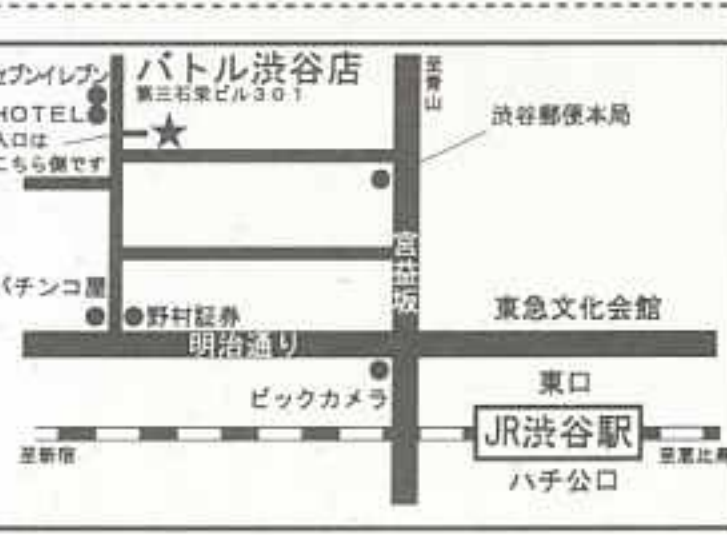 セブンイレブン
バトル渋谷店
第三石栄ビル301
HOTEL
入口は
こちら側です
至青山
渋谷郵便本局
宮益坂
パチンコ屋
野村証券
明治通り
東急文化会館
ビックカメラ
東口
JR渋谷駅
ハチ公口
至新宿
至恵比寿